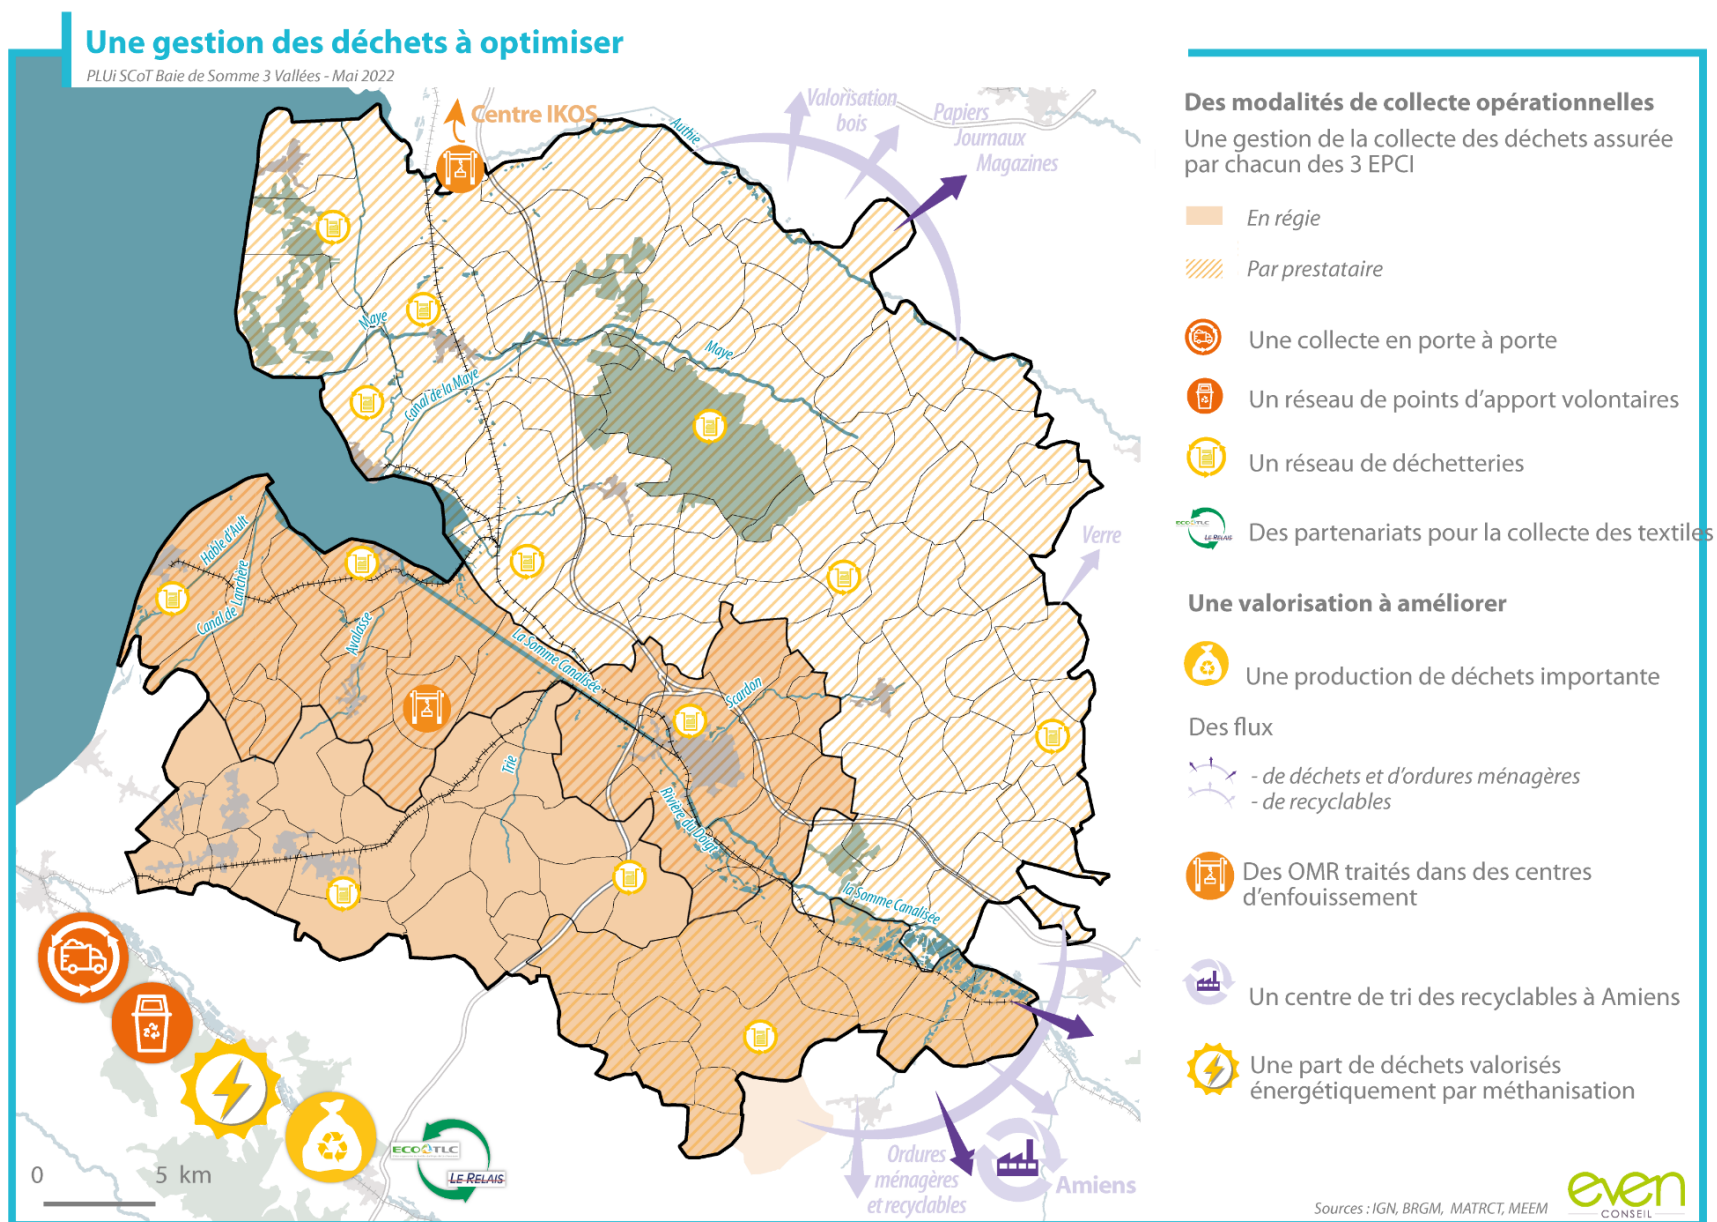 Une gestion des déchets à optimiser
PLUi SCoT Baie de Somme 3 Vallées - Mai 2022
Centre IKOS
Authie
Valorisation
bois
Papiers
Journaux
Magazines
Maye
Canal de la Maye
Maye
Hable d'Ault
Canal de Lanchère
Avalasse
La Somme Canalisée
Verre
Scardon
Trie
Rivière du Doigt
la Somme Canalisée
ECO TLC
LE RELAIS
0 5 km
Ordures
ménagères
et recyclables
Amiens
Des modalités de collecte opérationnelles
Une gestion de la collecte des déchets assurée
par chacun des 3 EPCI
En régie
Par prestataire
Une collecte en porte à porte
Un réseau de points d'apport volontaires
Un réseau de déchetteries
ECO TLC
LE RELAIS
Des partenariats pour la collecte des textiles
Une valorisation à améliorer
Une production de déchets importante
Des flux
- de déchets et d'ordures ménagères
- de recyclables
Des OMR traités dans des centres
d'enfouissement
Un centre de tri des recyclables à Amiens
Une part de déchets valorisés
énergétiquement par méthanisation
Sources : IGN, BRGM, MATRCT, MEEM
even
CONSEIL